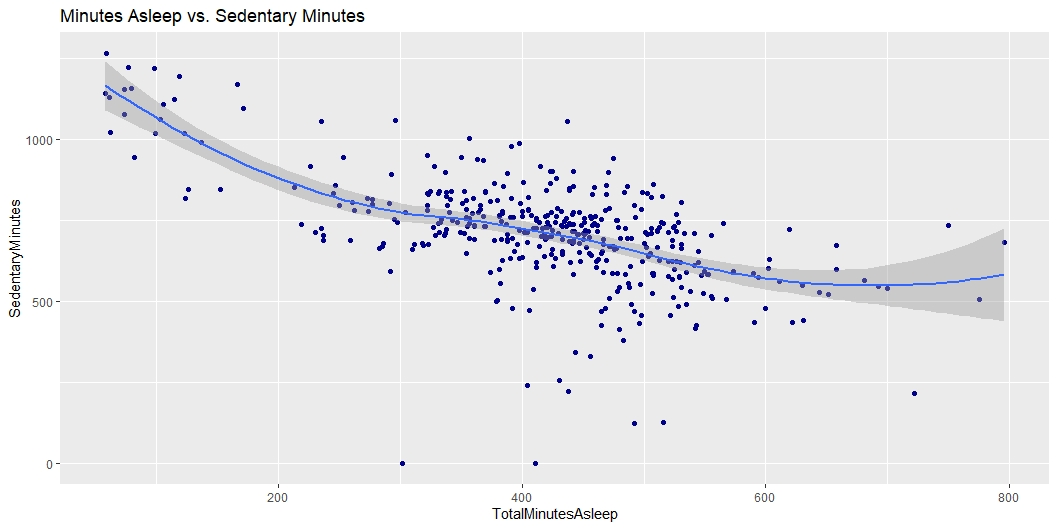 Minutes Asleep vs. Sedentary Minutes
SedentaryMinutes
1000
500
0
200 400 600 800
TotalMinutesAsleep